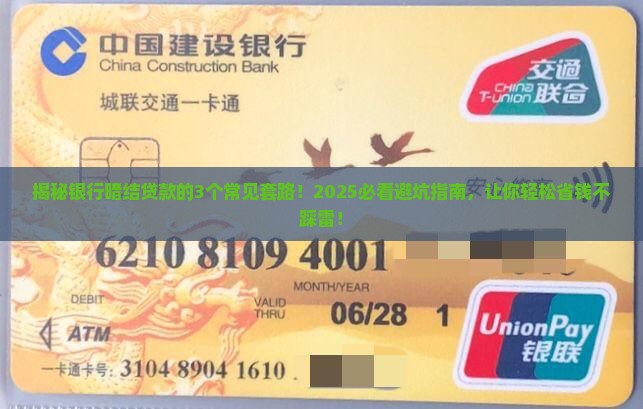 中国建设银行
China Construction Bank
交通
CHINA
T-UNION 联合
城联交通一卡通
揭秘银行暗结贷款的3个常见套路！2025必看避坑指南，让你轻松省钱不
踩雷！
6210 8109 4001
MONTH/YEAR
DEBIT
VALID
THRU
06/28 1
ATM
UnionPay
银联
一卡通卡号: 3104 8904 1610